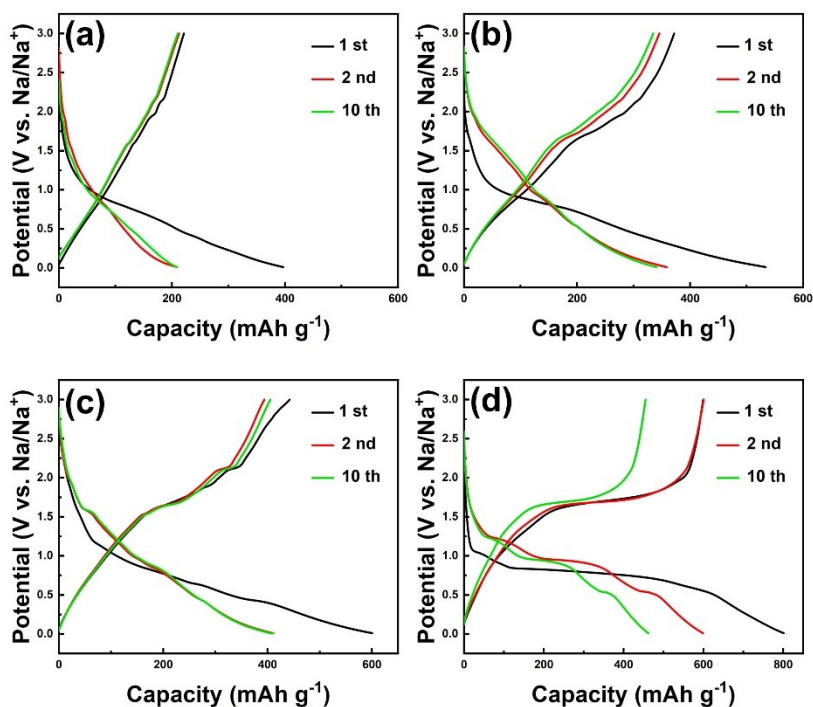 (a)
1 st
2 nd
10 th
3.0
2.5
2.0
1.5
1.0
0.5
0.0
Potential (V vs. Na/Na⁺)
0
200
400
600
Capacity (mAh g⁻¹)
(b)
1 st
2 nd
10 th
3.0
2.5
2.0
1.5
1.0
0.5
0.0
Potential (V vs. Na/Na⁺)
0
200
400
600
Capacity (mAh g⁻¹)
(c)
1 st
2 nd
10 th
3.0
2.5
2.0
1.5
1.0
0.5
0.0
Potential (V vs. Na/Na⁺)
0
200
400
600
Capacity (mAh g⁻¹)
(d)
1 st
2 nd
10 th
3.0
2.5
2.0
1.5
1.0
0.5
0.0
Potential (V vs. Na/Na⁺)
0
200
400
600
800
Capacity (mAh g⁻¹)